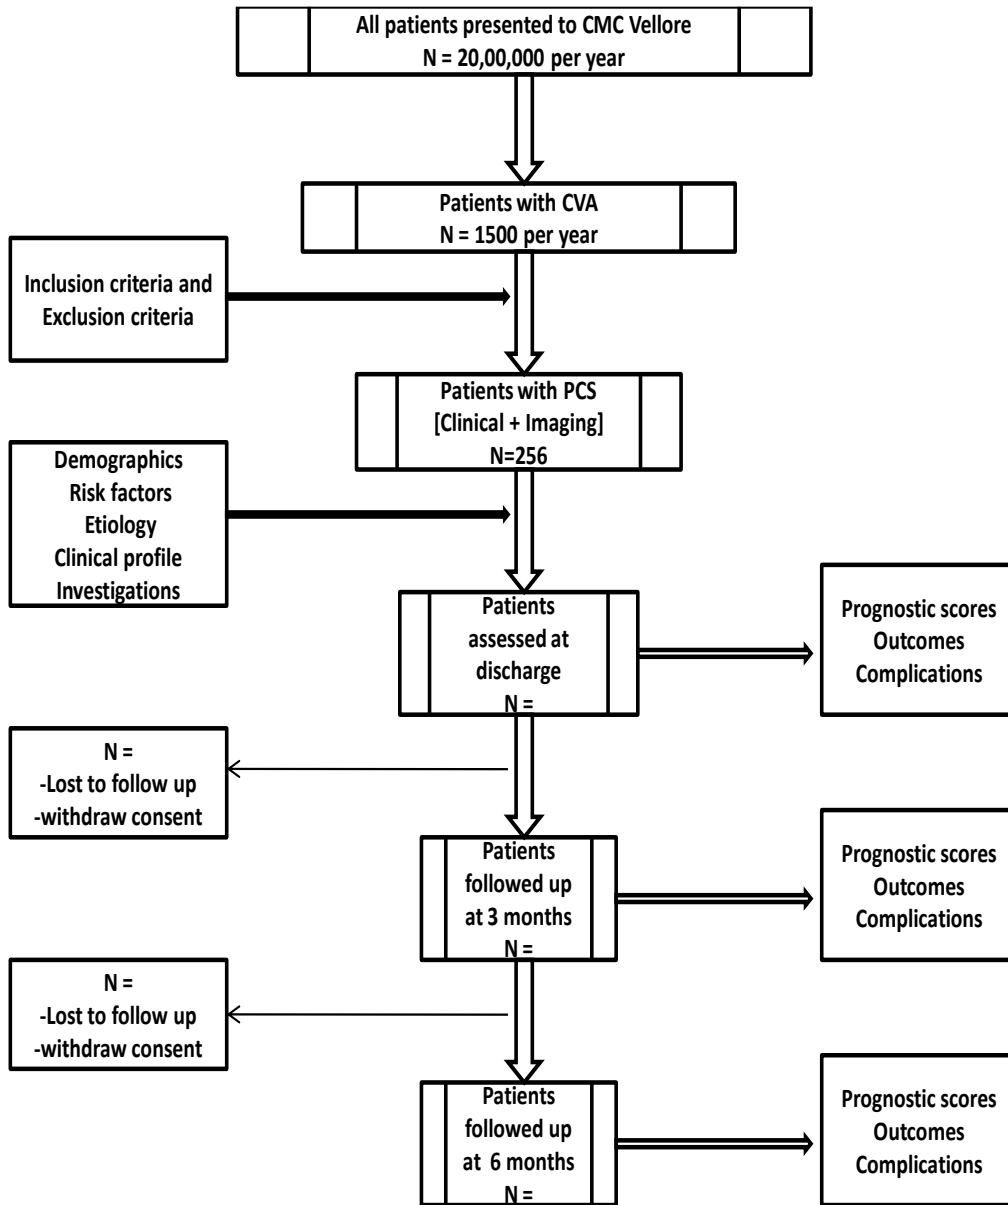 All patients presented to CMC Vellore
N = 20,00,000 per year
Patients with CVA
N = 1500 per year
Inclusion criteria and
Exclusion criteria
Patients with PCS
[Clinical + Imaging]
N=256
Demographics
Risk factors
Etiology
Clinical profile
Investigations
Patients
assessed at
discharge
N =
Prognostic scores
Outcomes
Complications
N =
-Lost to follow up
-withdraw consent
Patients
followed up
at 3 months
N =
Prognostic scores
Outcomes
Complications
N =
-Lost to follow up
-withdraw consent
Patients
followed up
at 6 months
N =
Prognostic scores
Outcomes
Complications